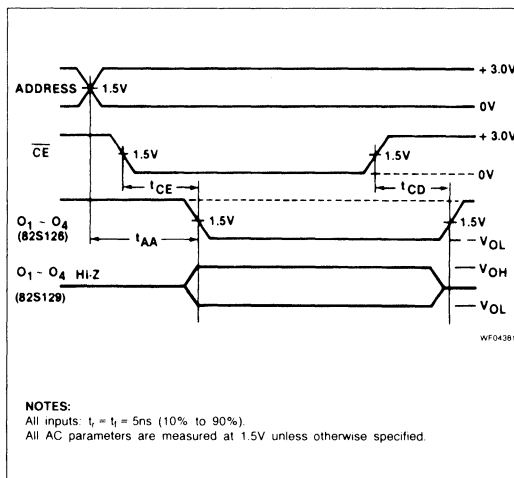 + 3.0V
ADDRESS
1.5V
0V
+ 3.0V
CE
1.5V
1.5V
0V
tCE
tCD
O1 ~ O4
(82S126)
1.5V
1.5V
tAA
VOL
O1 ~ O4 Hi-Z
(82S129)
VOH
VOL
WF04381
NOTES:
All inputs: tr = tf = 5ns (10% to 90%).
All AC parameters are measured at 1.5V unless otherwise specified.